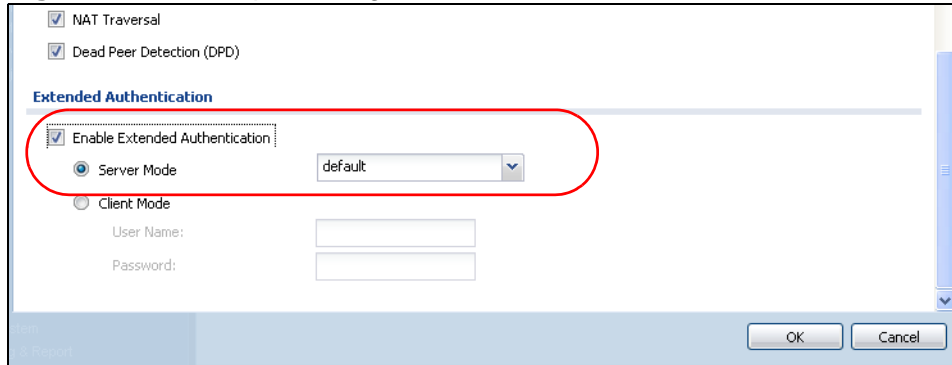 NAT Traversal
Dead Peer Detection (DPD)
Extended Authentication
Enable Extended Authentication
Server Mode default
Client Mode
User Name:
Password:
OK Cancel
& Report